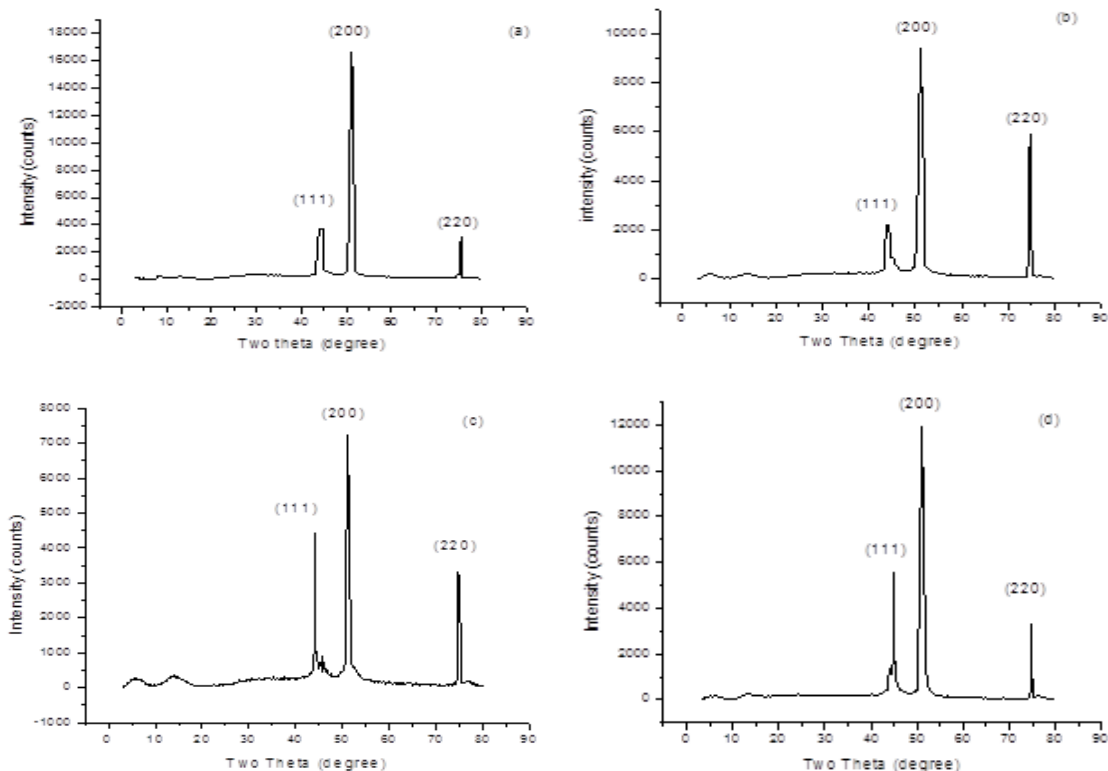 (a)
(200)
(111)
(220)
18000
16000
14000
12000
10000
8000
6000
4000
2000
0
-2000
Intensity (counts)
0 10 20 30 40 50 60 70 80 90
Two theta (degree)
(b)
(200)
(220)
(111)
10000
8000
6000
4000
2000
0
intensity (counts)
0 10 20 30 40 50 60 70 80 90
Two Theta (degree)
(c)
(200)
(111)
(220)
8000
7000
6000
5000
4000
3000
2000
1000
0
-1000
Intensity (counts)
0 10 20 30 40 50 60 70 80 90
Two Theta (degree)
(d)
(200)
(111)
(220)
12000
10000
8000
6000
4000
2000
0
Intensity (counts)
0 10 20 30 40 50 60 70 80 90
Two Theta (degree)